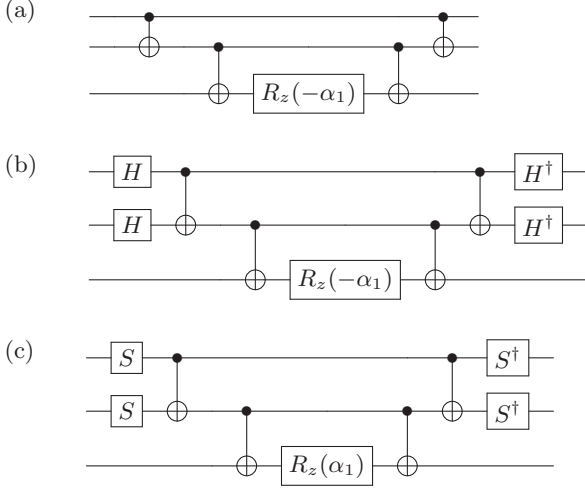 (a)
R_z(−α_1)
(b)
H H^†
H H^†
R_z(−α_1)
(c)
S S^†
S S^†
R_z(α_1)